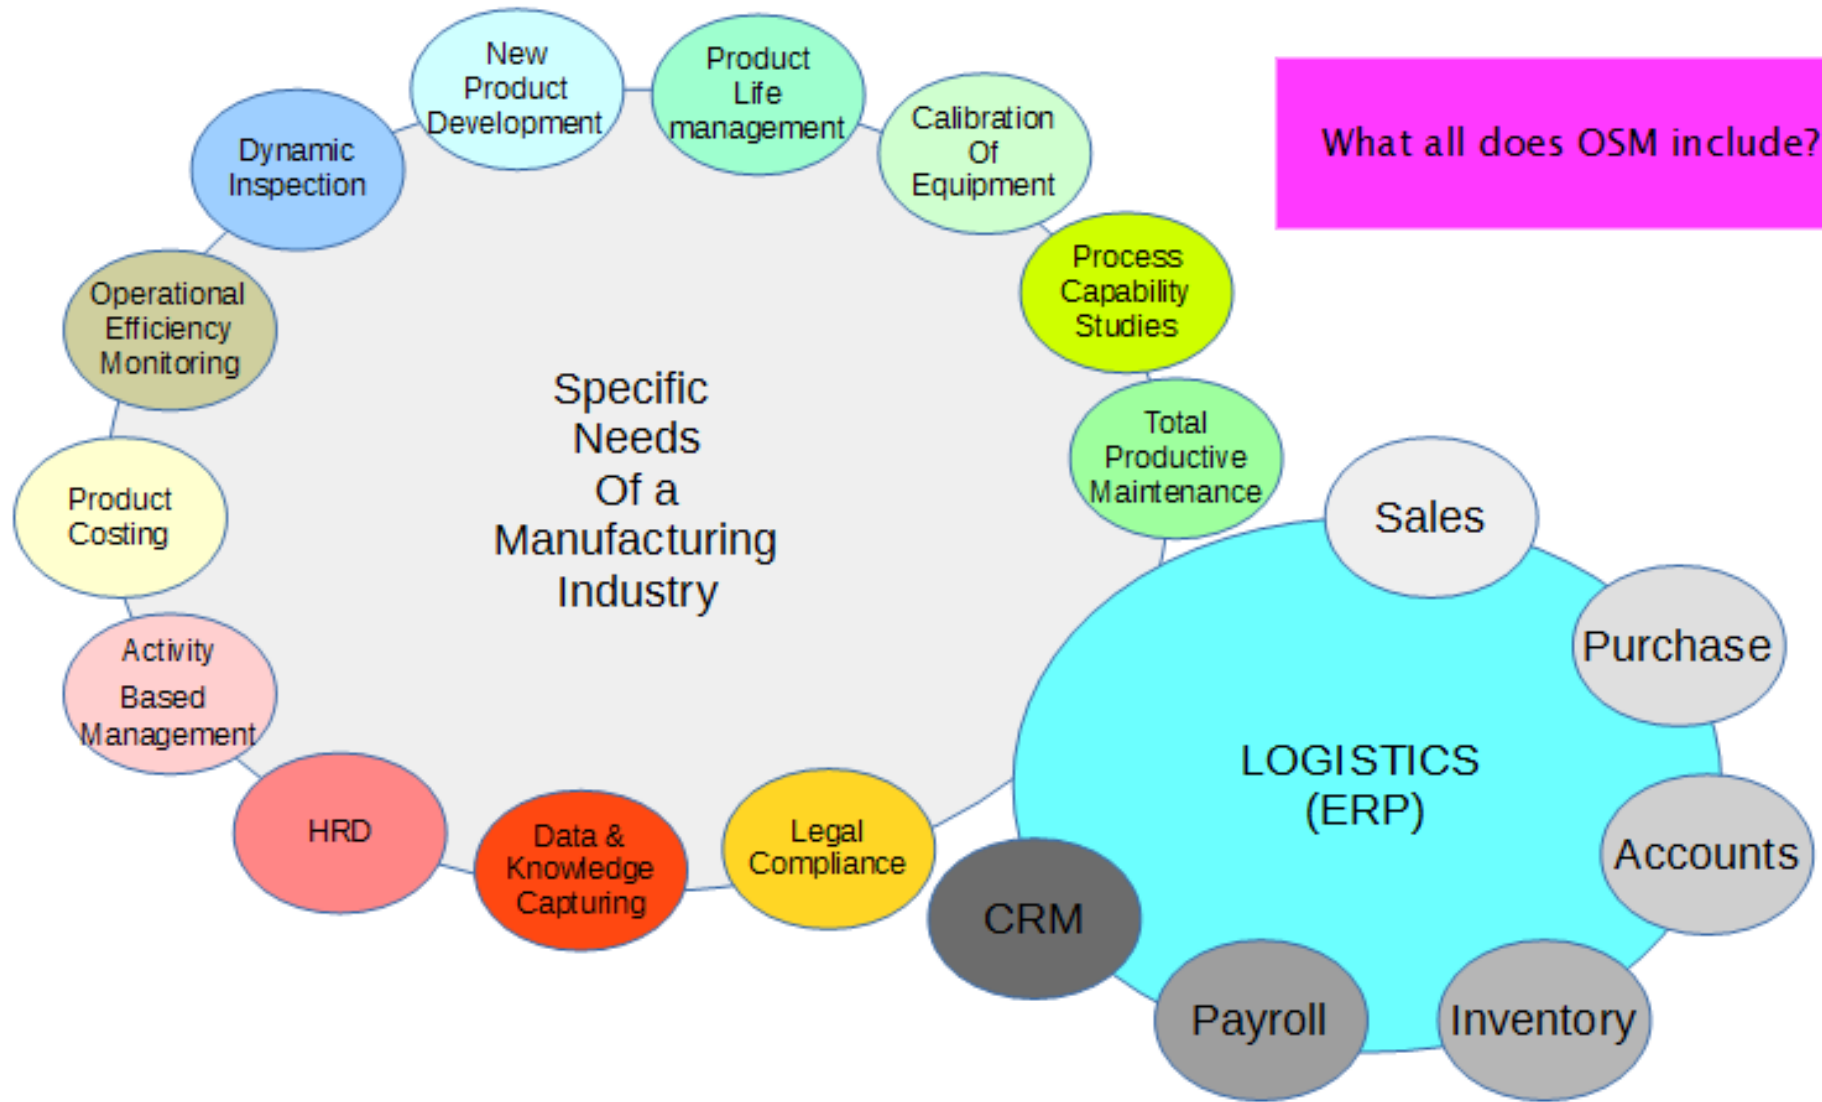 What all does OSM include?
New
Product
Development
Product
Life
management
Calibration
Of
Equipment
Dynamic
Inspection
Process
Capability
Studies
Operational
Efficiency
Monitoring
Total
Productive
Maintenance
Specific
Needs
Of a
Manufacturing
Industry
Product
Costing
Activity
Based
Management
HRD
Data &
Knowledge
Capturing
Legal
Compliance
Sales
Purchase
LOGISTICS
(ERP)
Accounts
CRM
Payroll
Inventory